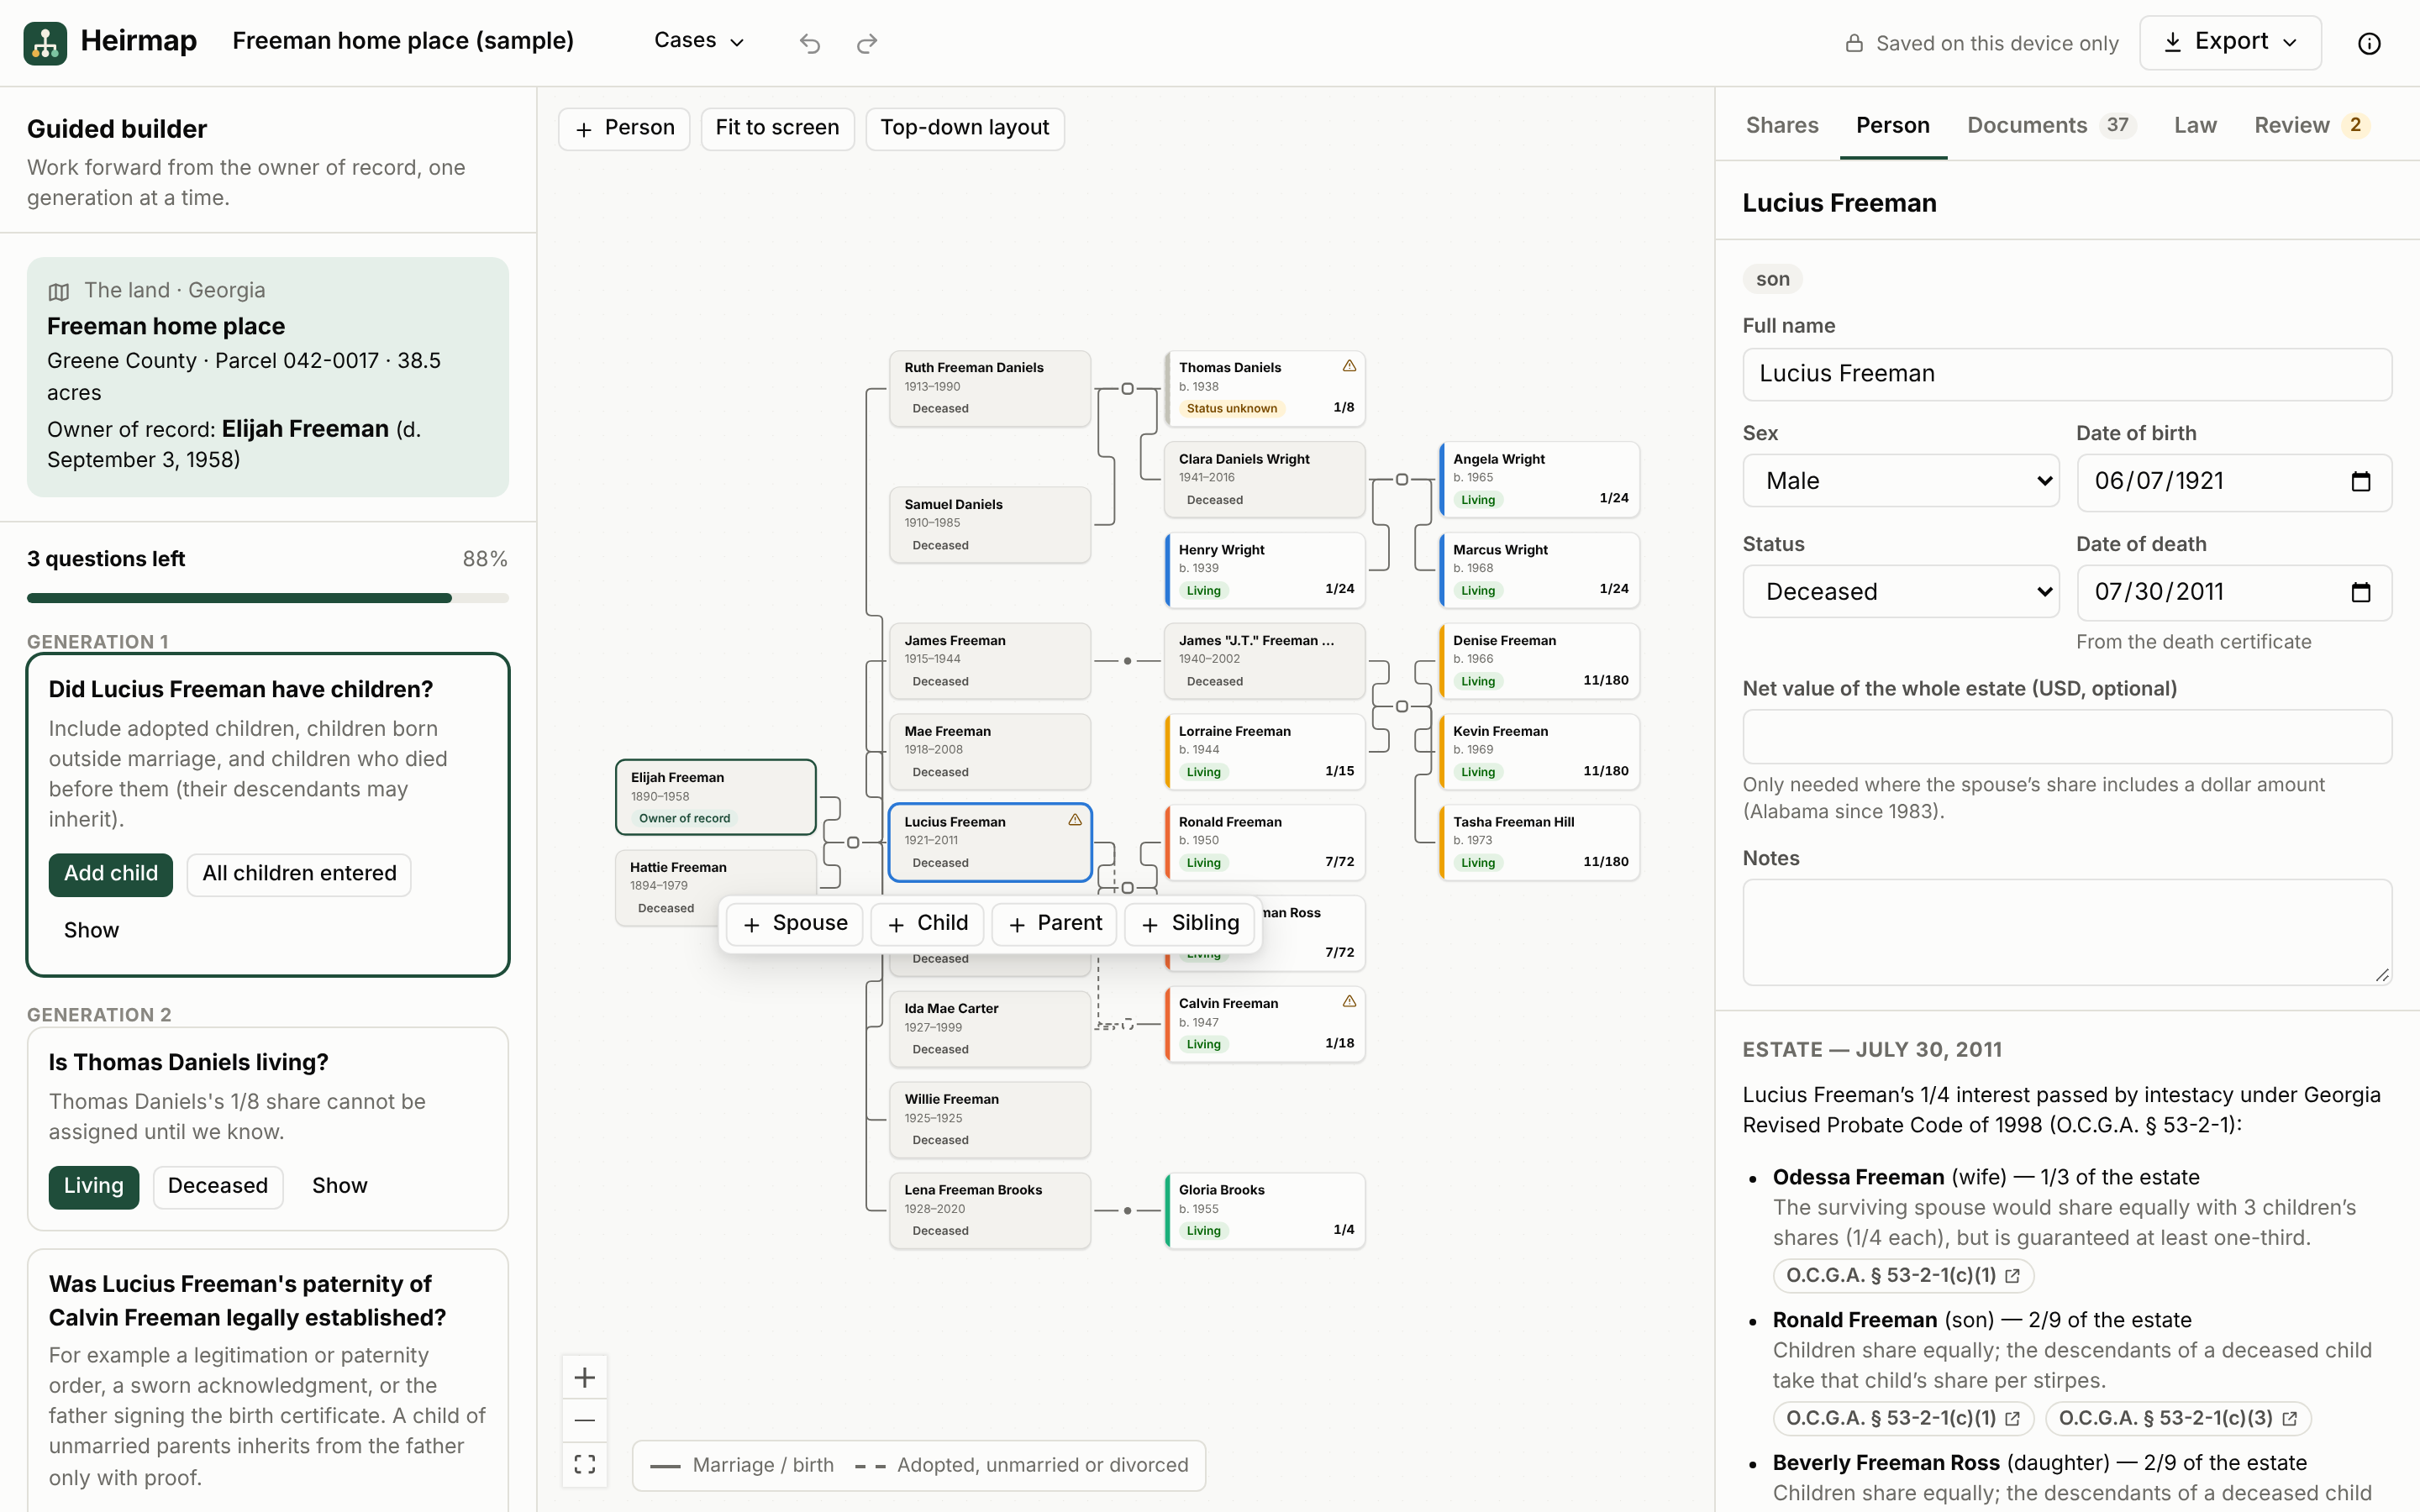 Heirmap
Freeman home place (sample)
Cases
Saved on this device only
Export
Guided builder
Work forward from the owner of record, one
generation at a time.
The land · Georgia
Freeman home place
Greene County · Parcel 042-0017 · 38.5
acres
Owner of record: Elijah Freeman (d.
September 3, 1958)
3 questions left
88%
GENERATION 1
Did Lucius Freeman have children?
Include adopted children, children born
outside marriage, and children who died
before them (their descendants may
inherit).
Add child
All children entered
Show
GENERATION 2
Is Thomas Daniels living?
Thomas Daniels's 1/8 share cannot be
assigned until we know.
Living
Deceased
Show
Was Lucius Freeman's paternity of
Calvin Freeman legally established?
For example a legitimation or paternity
order, a sworn acknowledgment, or the
father signing the birth certificate. A child of
unmarried parents inherits from the father
only with proof.
+ Person
Fit to screen
Top-down layout
Elijah Freeman
1890–1958
Owner of record
Hattie Freeman
1894–1979
Deceased
Ruth Freeman Daniels
1913–1990
Deceased
Samuel Daniels
1910–1985
Deceased
James Freeman
1915–1944
Deceased
Mae Freeman
1918–2008
Deceased
Lucius Freeman
1921–2011
Deceased
+ Spouse
+ Child
+ Parent
+ Sibling
Deceased
Ida Mae Carter
1927–1999
Deceased
Willie Freeman
1925–1925
Deceased
Lena Freeman Brooks
1928–2020
Deceased
Thomas Daniels
b. 1938
Status unknown
1/8
Clara Daniels Wright
1941–2016
Deceased
Henry Wright
b. 1939
Living
1/24
James "J.T." Freeman ...
1940–2002
Deceased
Lorraine Freeman
b. 1944
Living
1/15
Ronald Freeman
b. 1950
Living
7/72
man Ross
Living
7/72
Calvin Freeman
b. 1947
Living
1/18
Gloria Brooks
b. 1955
Living
1/4
Angela Wright
b. 1965
Living
1/24
Marcus Wright
b. 1968
Living
1/24
Denise Freeman
b. 1966
Living
11/180
Kevin Freeman
b. 1969
Living
11/180
Tasha Freeman Hill
b. 1973
Living
11/180
Marriage / birth
Adopted, unmarried or divorced
Shares
Person
Documents 37
Law
Review 2
Lucius Freeman
son
Full name
Lucius Freeman
Sex
Date of birth
Male
06/07/1921
Status
Date of death
Deceased
07/30/2011
From the death certificate
Net value of the whole estate (USD, optional)
Only needed where the spouse’s share includes a dollar amount
(Alabama since 1983).
Notes
ESTATE — JULY 30, 2011
Lucius Freeman’s 1/4 interest passed by intestacy under Georgia
Revised Probate Code of 1998 (O.C.G.A. § 53-2-1):
• Odessa Freeman (wife) — 1/3 of the estate
The surviving spouse would share equally with 3 children’s
shares (1/4 each), but is guaranteed at least one-third.
O.C.G.A. § 53-2-1(c)(1)
• Ronald Freeman (son) — 2/9 of the estate
Children share equally; the descendants of a deceased child
take that child’s share per stirpes.
O.C.G.A. § 53-2-1(c)(1)
O.C.G.A. § 53-2-1(c)(3)
• Beverly Freeman Ross (daughter) — 2/9 of the estate
Children share equally; the descendants of a deceased child